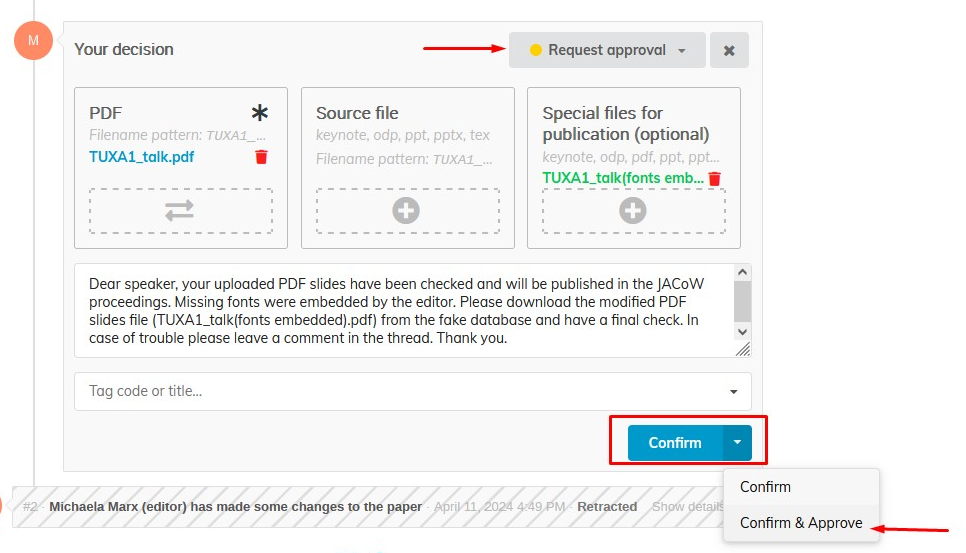 M
Your decision
Request approval
PDF
Filename pattern: TUXA1_...
TUXA1_talk.pdf
Source file
keynote, odp, ppt, pptx, tex
Filename pattern: TUXA1_...
Special files for
publication (optional)
keynote, odp, pdf, ppt, ppt...
TUXA1_talk(fonts emb...
Dear speaker, your uploaded PDF slides have been checked and will be published in the JACoW
proceedings. Missing fonts were embedded by the editor. Please download the modified PDF
slides file (TUXA1_talk(fonts embedded).pdf) from the fake database and have a final check. In
case of trouble please leave a comment in the thread. Thank you.
Tag code or title...
Confirm
Confirm
Confirm & Approve
#2 · Michaela Marx (editor) has made some changes to the paper · April 11, 2024 4:49 PM · Retracted Show details